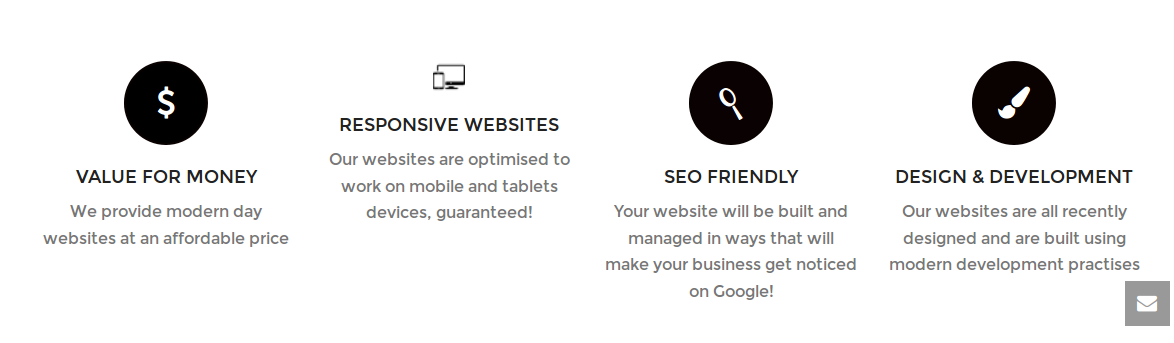 VALUE FOR MONEY
We provide modern day
websites at an affordable price
RESPONSIVE WEBSITES
Our websites are optimised to
work on mobile and tablets
devices, guaranteed!
SEO FRIENDLY
Your website will be built and
managed in ways that will
make your business get noticed
on Google!
DESIGN & DEVELOPMENT
Our websites are all recently
designed and are built using
modern development practises